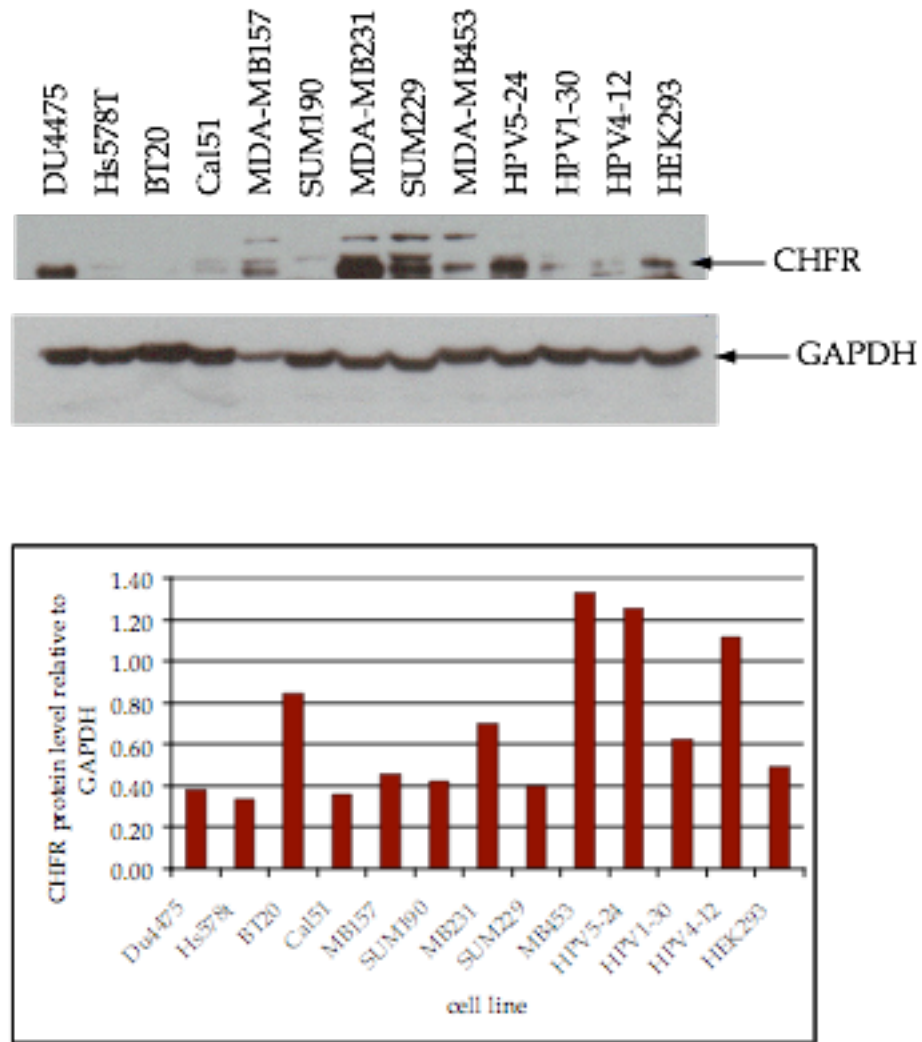 DU4475
Hs578T
BT20
Cal51
MDA-MB157
SUM190
MDA-MB231
SUM229
MDA-MB453
HPV5-24
HPV1-30
HPV4-12
HEK293
CHFR
GAPDH
CHFR protein level relative to
GAPDH
1.40
1.20
1.00
0.80
0.60
0.40
0.20
0.00
Du4475
Hs578t
BT20
Cal51
MB157
SUM190
MB231
SUM229
MB453
HPV5-24
HPV1-30
HPV4-12
HEK293
cell line